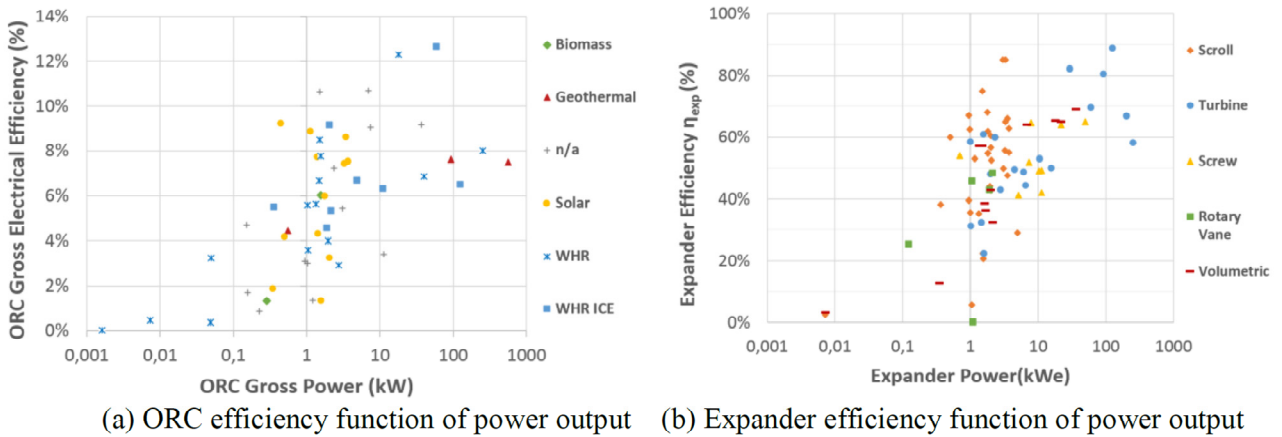 14%
12%
10%
8%
6%
4%
2%
0%
0,001
0,01
0,1
1
10
100
1000
ORC Gross Electrical Efficiency (%)
ORC Gross Power (kW)
Biomass
Geothermal
n/a
Solar
WHR
WHR ICE
(a) ORC efficiency function of power output
100%
80%
60%
40%
20%
0%
0,001
0,01
0,1
1
10
100
1000
Expander Efficiency ηexp(%)
Expander Power(kWe)
Scroll
Turbine
Screw
Rotary
Vane
Volumetric
(b) Expander efficiency function of power output